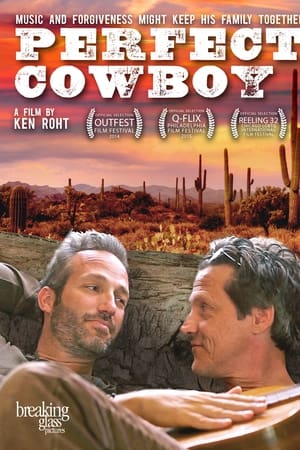 MUSIC AND FORGIVENESS MIGHT KEEP HIS FAMILY TOGETHER
PERFECT
COWBOY
A FILM BY
KEN ROHT
OFFICIAL SELECTION
OUTFEST
FILM FESTIVAL
2014
OFFICIAL SELECTION
Q-FLIX
PHILADELPHIA
FILM FESTIVAL
OFFICIAL SELECTION
REELING 32
INTERNATIONAL
FILM FESTIVAL
breaking
glass
pictures